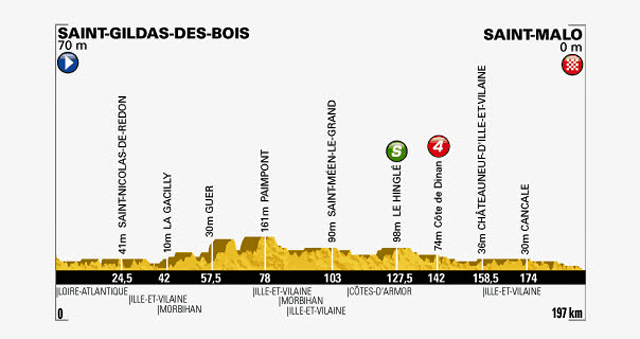 SAINT-GILDAS-DES-BOIS
70 m
SAINT-MALO
0 m
41m SAINT-NICOLAS-DE-REDON
10m LA GACILLY
30m GUER
161m PAIMPONT
90m SAINT-MÉEN-LE-GRAND
S
98m LE HINGLÉ
4
74m Côte de Dinan
38m CHÂTEAUNEUF-D'ILLE-ET-VILAINE
30m CANCALE
24,5 42 57,5 78 103 127,5 142 158,5 174
LOIRE-ATLANTIQUE
ILLE-ET-VILAINE
MORBIHAN
ILLE-ET-VILAINE
MORBIHAN
ILLE-ET-VILAINE
CÔTES-D'ARMOR
ILLE-ET-VILAINE
0
197 km